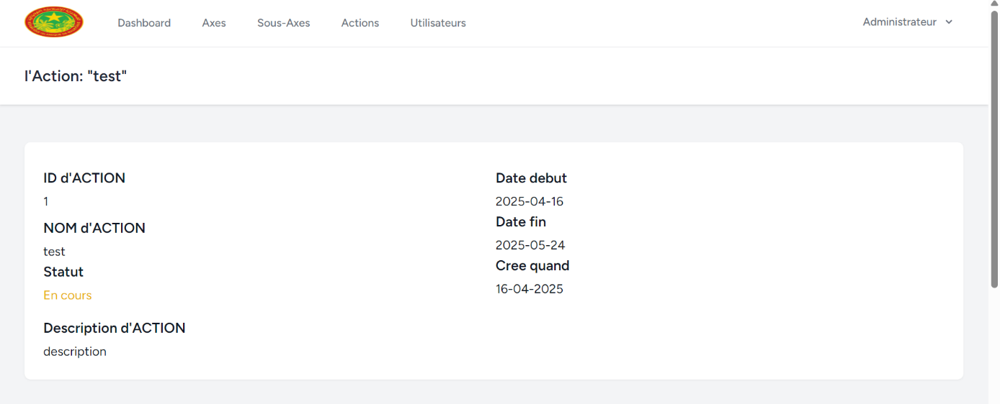 Dashboard Axes Sous-Axes Actions Utilisateurs Administrateur
l'Action: "test"
ID d'ACTION
1
NOM d'ACTION
test
Statut
En cours
Description d'ACTION
description
Date debut
2025-04-16
Date fin
2025-05-24
Cree quand
16-04-2025